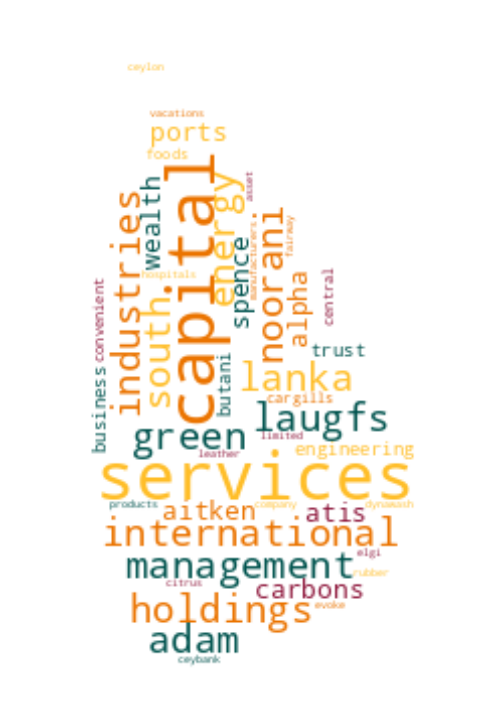 ceylon
vacations
ports
foods
capital
energy
asset
wealth
industries
noorani
manufacturers.
fairway
spence
hospitals
south
alpha
central
convenient
trust
butani
lanka
business
cargills
laugfs
green
limited
engineering
leather
services
products
aitken
company
atis
dynawash
international
elgi
management
rubber
citrus
carbons
holdings
evoke
adam
ceybank